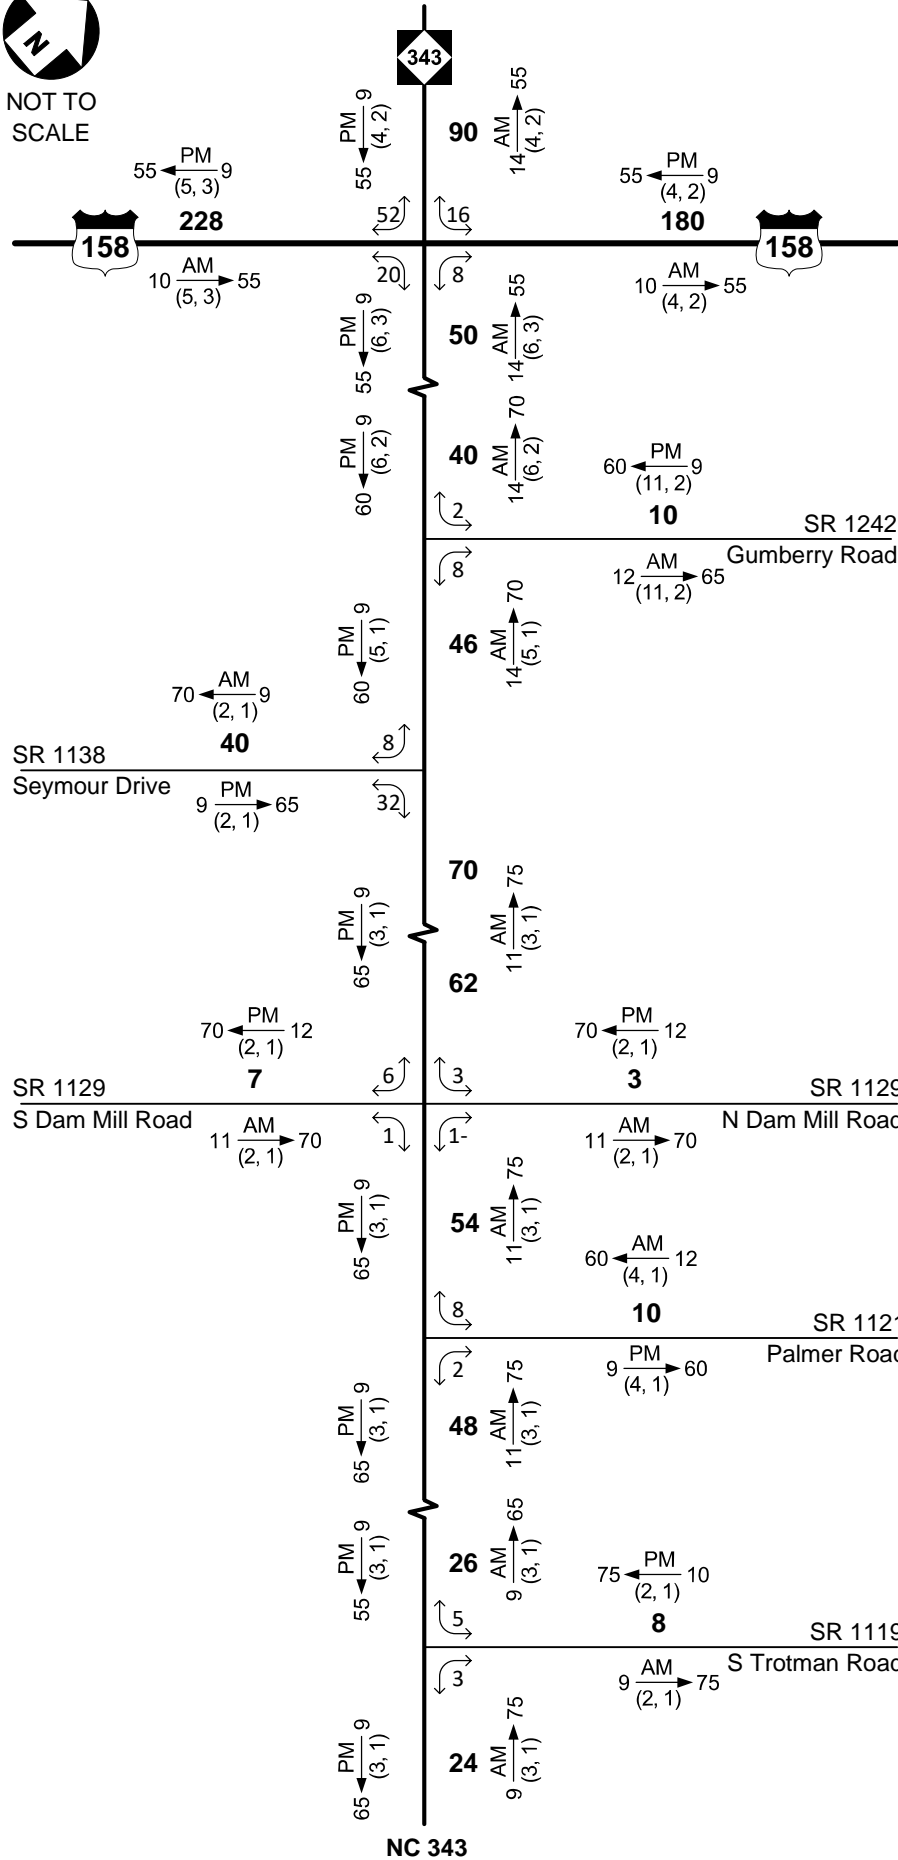 N
NOT TO
SCALE
343
PM
55 9
(4, 2)
90
AM
14 55
(4, 2)
PM
55 9
(5, 3)
228
PM
55 9
(4, 2)
180
52
16
158
158
AM
10 55
(5, 3)
20
8
AM
10 55
(4, 2)
PM
55 9
(6, 3)
50
AM
14 55
(6, 3)
PM
60 9
(6, 2)
40
AM
14 70
(6, 2)
PM
60 9
(11, 2)
10
2
SR 1242
Gumberry Road
8
AM
12 65
(11, 2)
PM
60 9
(5, 1)
46
AM
14 70
(5, 1)
AM
70 9
(2, 1)
40
8
SR 1138
Seymour Drive
PM
9 65
(2, 1)
32
70
PM
65 9
(3, 1)
AM
11 75
(3, 1)
62
PM
70 12
(2, 1)
7
PM
70 12
(2, 1)
3
6
3
SR 1129
SR 1129
S Dam Mill Road
N Dam Mill Road
AM
11 70
(2, 1)
1
1-
AM
11 70
(2, 1)
PM
65 9
(3, 1)
54
AM
11 75
(3, 1)
AM
60 12
(4, 1)
10
8
SR 1121
Palmer Road
2
PM
9 60
(4, 1)
PM
65 9
(3, 1)
48
AM
11 75
(3, 1)
PM
55 9
(3, 1)
26
AM
9 65
(3, 1)
PM
75 10
(2, 1)
8
5
SR 1119
S Trotman Road
3
AM
9 75
(2, 1)
PM
65 9
(3, 1)
24
AM
9 75
(3, 1)
NC 343